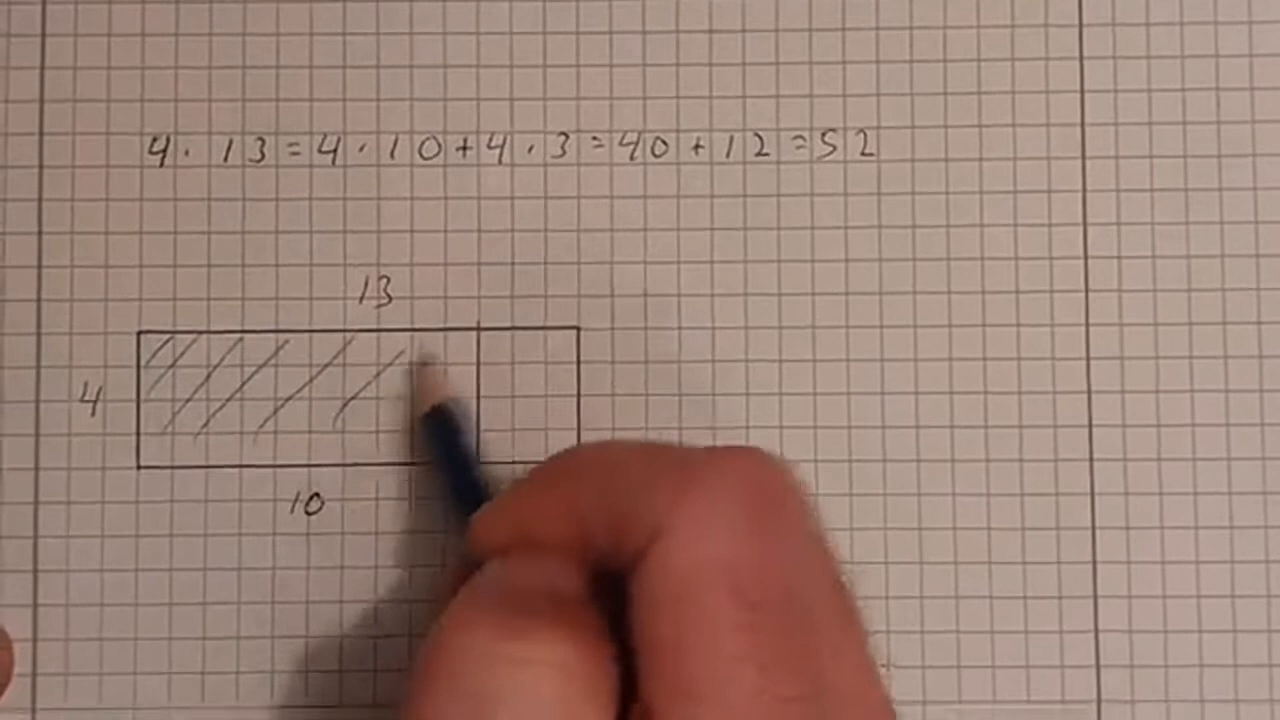 4 · 13 = 4 · 10 + 4 · 3 = 40 + 12 = 52
13
4
10